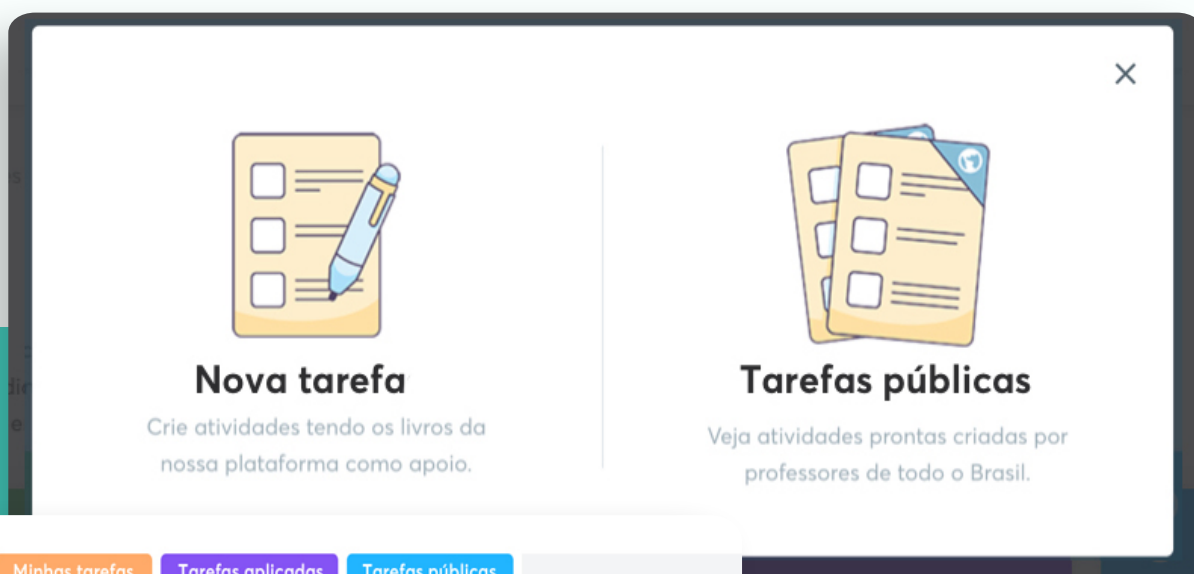 Nova tarefa
Crie atividades tendo os livros da
nossa plataforma como apoio.
Tarefas públicas
Veja atividades prontas criadas por
professores de todo o Brasil.
Minhas tarefas
Tarefas aplicadas
Tarefas públicas